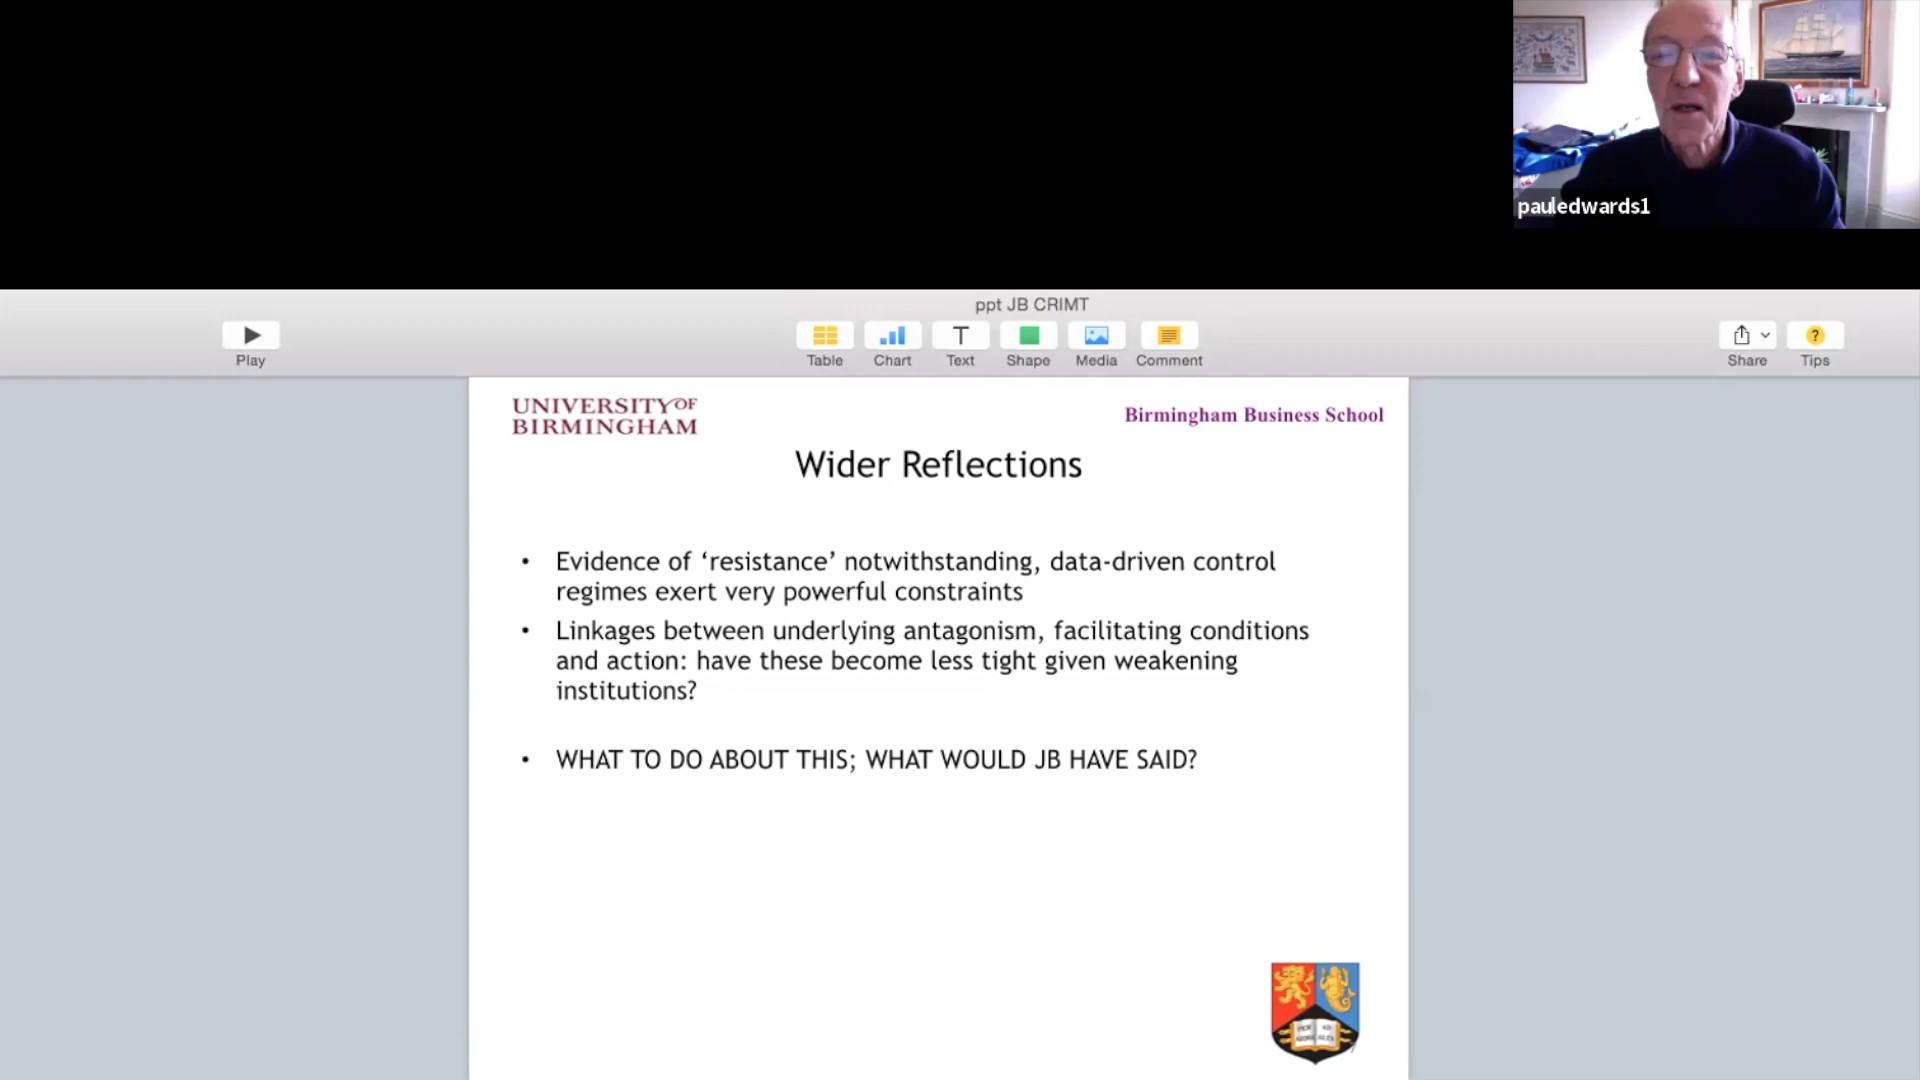 pauledwards1
ppt JB CRIMT
Play
Table
Chart
Text
Shape
Media
Comment
Share
Tips
UNIVERSITY OF
BIRMINGHAM
Birmingham Business School
Wider Reflections
• Evidence of ‘resistance’ notwithstanding, data-driven control
regimes exert very powerful constraints
• Linkages between underlying antagonism, facilitating conditions
and action: have these become less tight given weakening
institutions?
• WHAT TO DO ABOUT THIS; WHAT WOULD JB HAVE SAID?